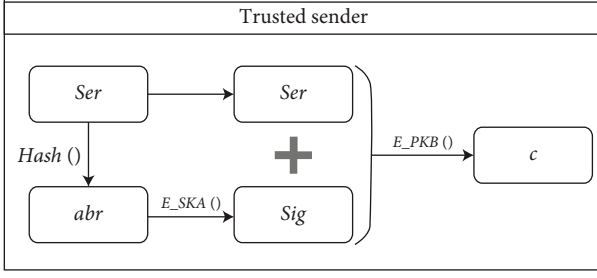 Trusted sender
Ser
Ser
Hash ()
E_PKB ()
c
abr
E_SKA ()
Sig